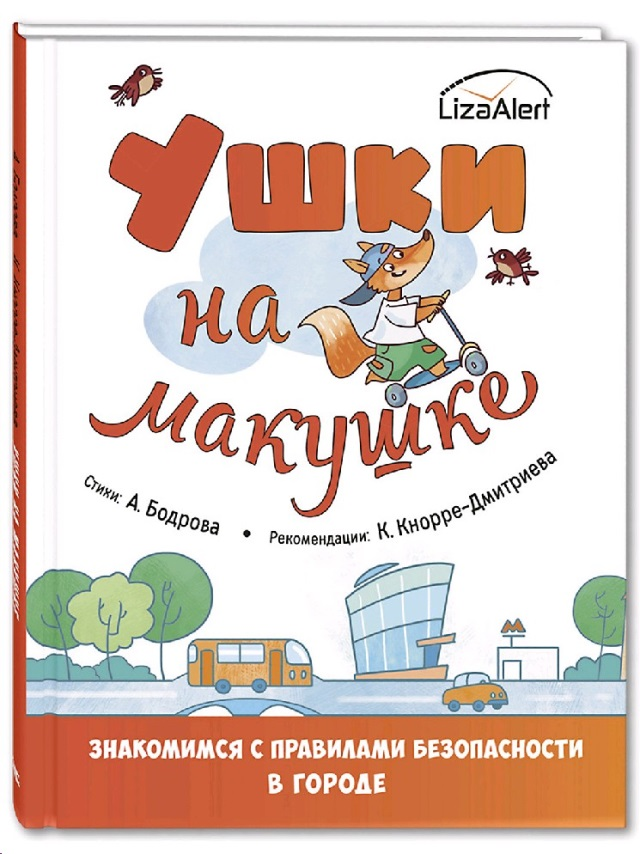 LizaAlert
Ушки
на
макушке
Стихи: А. Бодрова • Рекомендации: К. Кнорре-Дмитриева
М
ЗНАКОМИМСЯ С ПРАВИЛАМИ БЕЗОПАСНОСТИ
В ГОРОДЕ